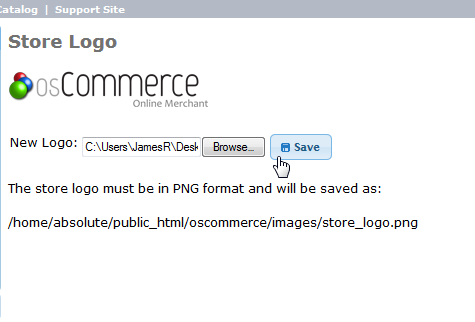 Catalog | Support Site
Store Logo
osCommerce
Online Merchant
New Logo: C:\Users\JamesR\Desk Browse... Save
The store logo must be in PNG format and will be saved as:
/home/absolute/public_html/oscommerce/images/store_logo.png